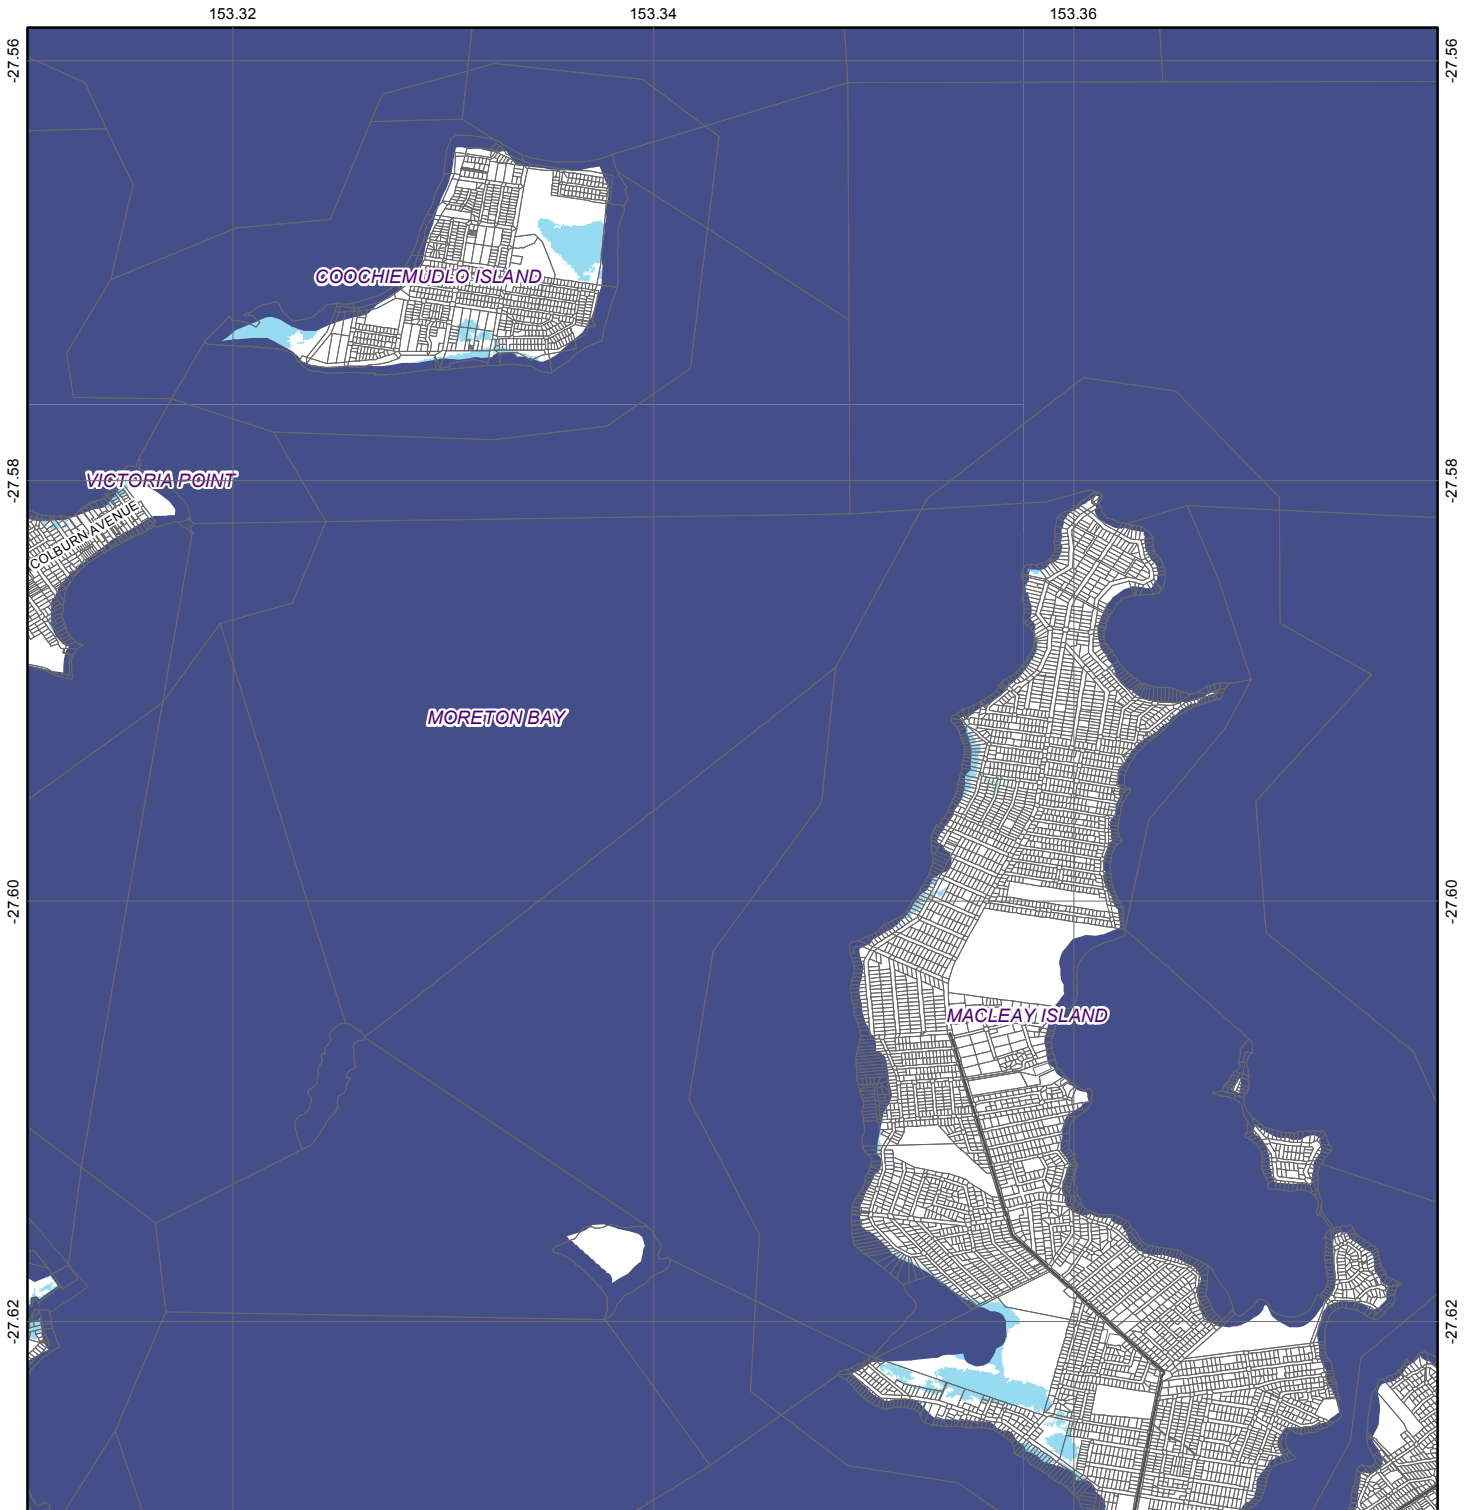 153.32 153.34 153.36
-27.56 -27.56
COOCHIEMUDLO ISLAND
-27.58 -27.58
VICTORIA POINT
COLBURN AVENUE
MORETON BAY
-27.60 -27.60
MACLEAY ISLAND
-27.62 -27.62